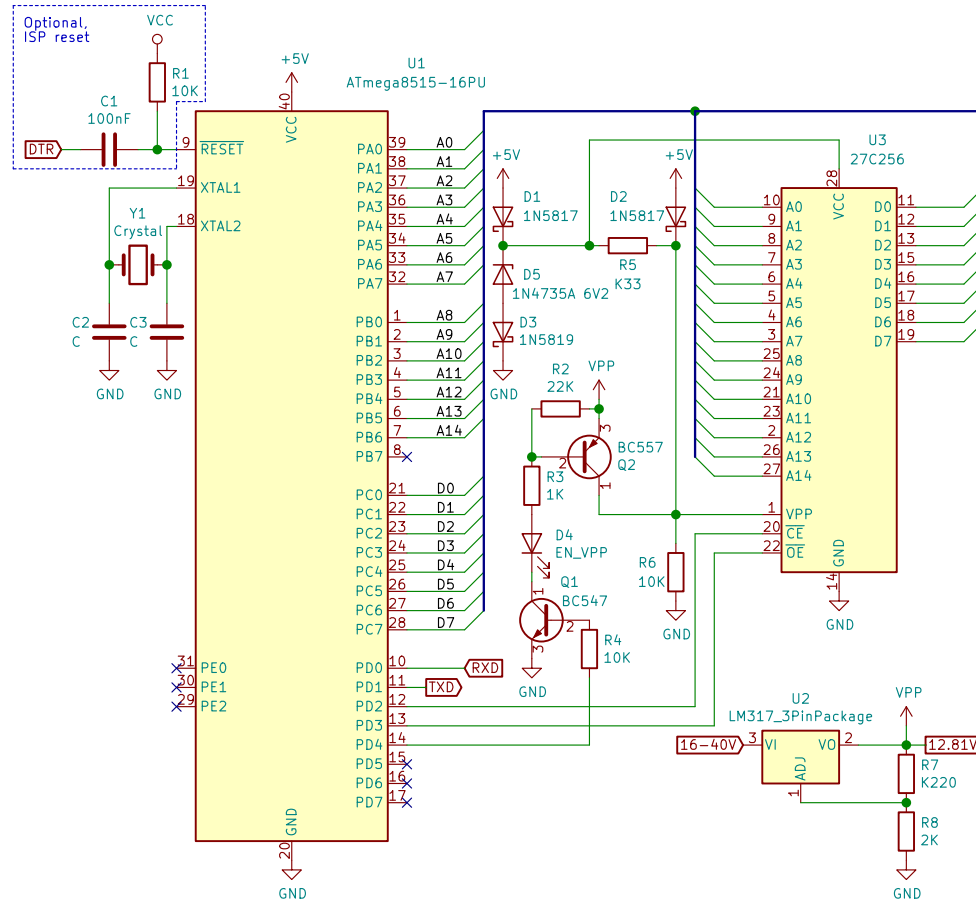 Optional,
ISP reset
VCC
R1
10K
C1
100nF
DTR
+5V
U1
ATmega8515-16PU
40
VCC
9 RESET
19 XTAL1
18 XTAL2
Y1
Crystal
C2
C
C3
C
GND
GND
PA0 39 A0
PA1 38 A1
PA2 37 A2
PA3 36 A3
PA4 35 A4
PA5 34 A5
PA6 33 A6
PA7 32 A7
PB0 1 A8
PB1 2 A9
PB2 3 A10
PB3 4 A11
PB4 5 A12
PB5 6 A13
PB6 7 A14
PB7 8
PC0 21 D0
PC1 22 D1
PC2 23 D2
PC3 24 D3
PC4 25 D4
PC5 26 D5
PC6 27 D6
PC7 28 D7
31 PE0
30 PE1
29 PE2
PD0 10 RXD
PD1 11 TXD
PD2 12
PD3 13
PD4 14
PD5 15
PD6 16
PD7 17
GND
20
GND
+5V
D1
1N5817
D5
1N4735A 6V2
D3
1N5819
GND
+5V
D2
1N5817
R5
K33
R2
22K
VPP
3
BC557
Q2
2
1
R3
1K
D4
EN_VPP
Q1
BC547
1
2
3
GND
R4
10K
R6
10K
GND
U3
27C256
28
VCC
10 A0
9 A1
8 A2
7 A3
6 A4
5 A5
4 A6
3 A7
25 A8
24 A9
21 A10
23 A11
2 A12
26 A13
27 A14
1 VPP
20 CE
22 OE
D0 11
D1 12
D2 13
D3 15
D4 16
D5 17
D6 18
D7 19
GND
14
GND
U2
LM317_3PinPackage
16-40V
3 VI
VO 2
ADJ
1
VPP
12.81V
R7
K220
R8
2K
GND